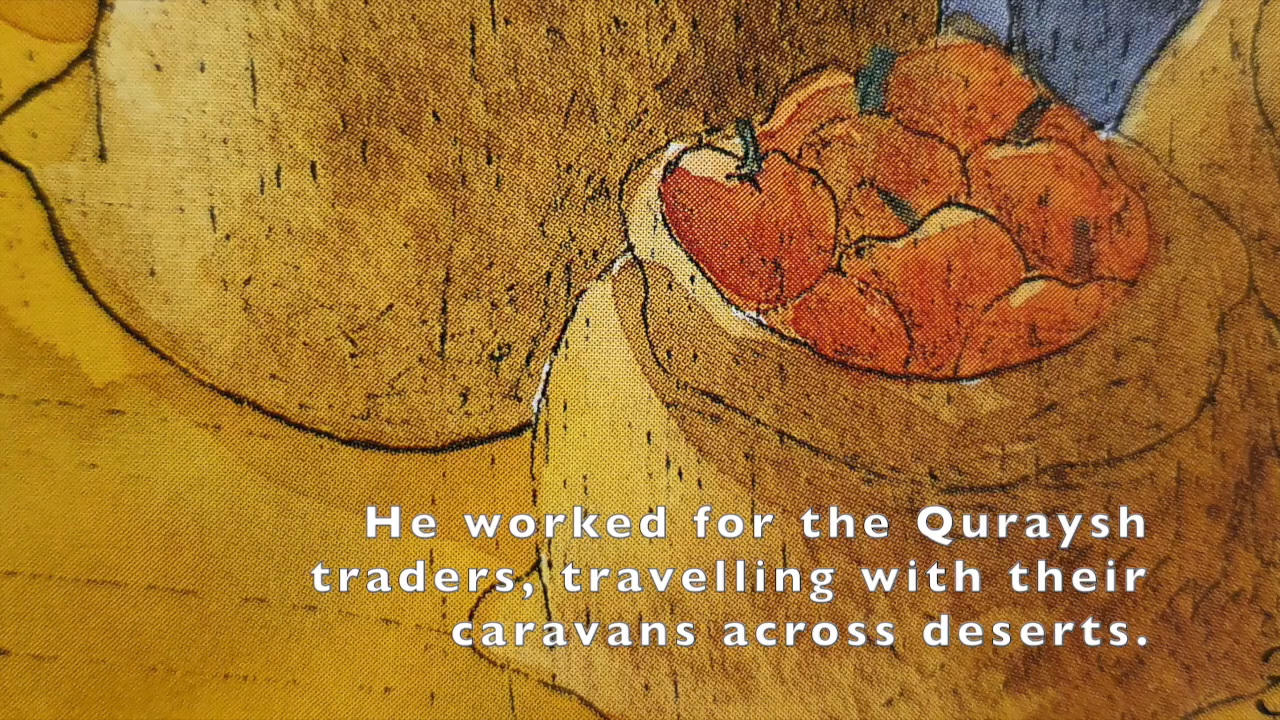 He worked for the Quraysh
traders, travelling with their
caravans across deserts.